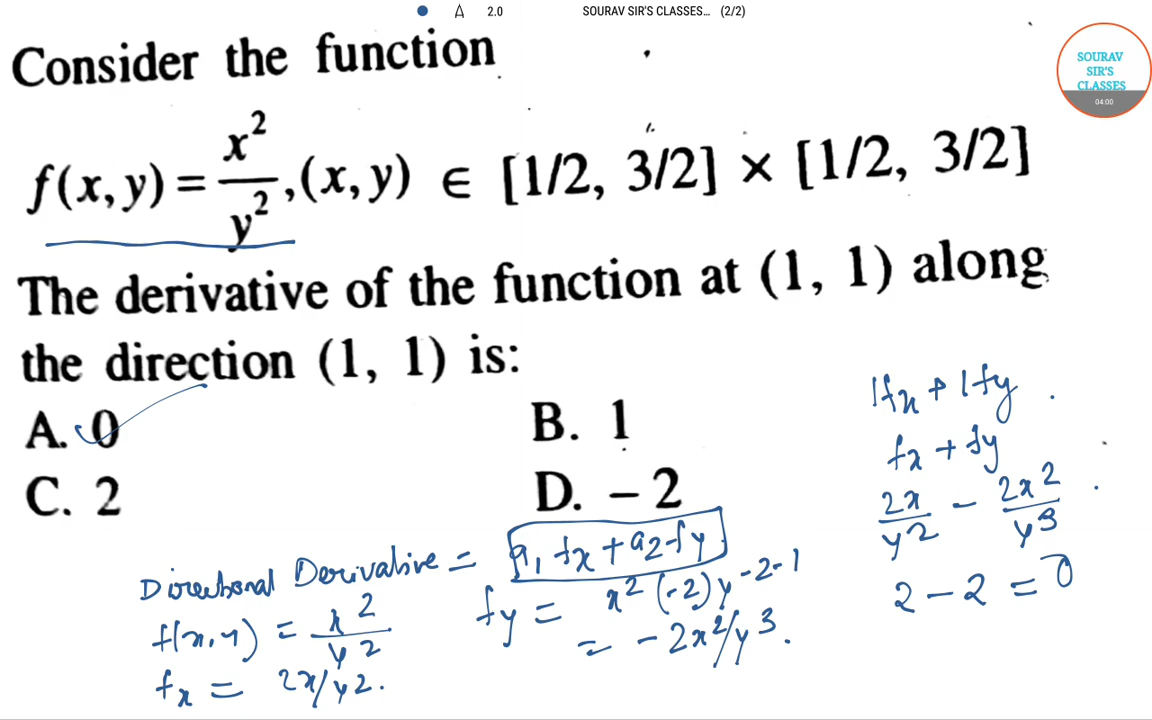 2.0 SOURAV SIR'S CLASSES... (2/2)
SOURAV
SIR'S
CLASSES
04:00
Consider the function
f(x, y) = x²/y², (x, y) ∈ [1/2, 3/2] × [1/2, 3/2]
The derivative of the function at (1, 1) along
the direction (1, 1) is:
A. 0 B. 1
C. 2 D. – 2
1fx + 1fy
fx + fy
2x/y² - 2x²/y³
2 - 2 = 0
Directional Derivative = a₁fx + a₂fy
f(x, y) = x²/y²
fx = 2x/y2.
fy = x² (-2) y^-2-1
= -2x²/y³.